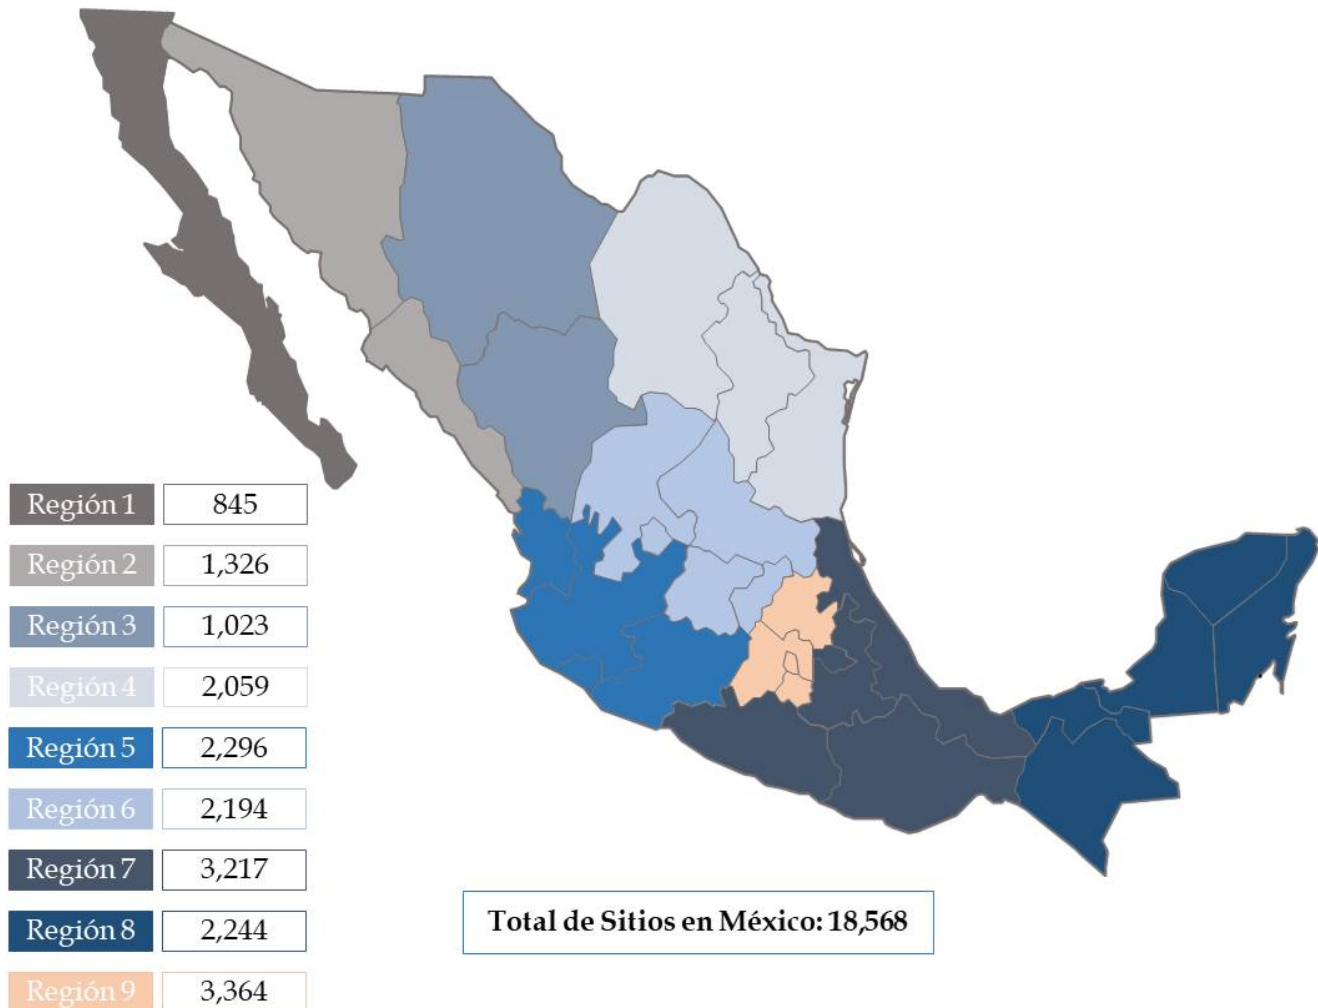 Región 1 845
Región 2 1,326
Región 3 1,023
Región 4 2,059
Región 5 2,296
Región 6 2,194
Región 7 3,217
Región 8 2,244
Región 9 3,364
Total de Sitios en México: 18,568